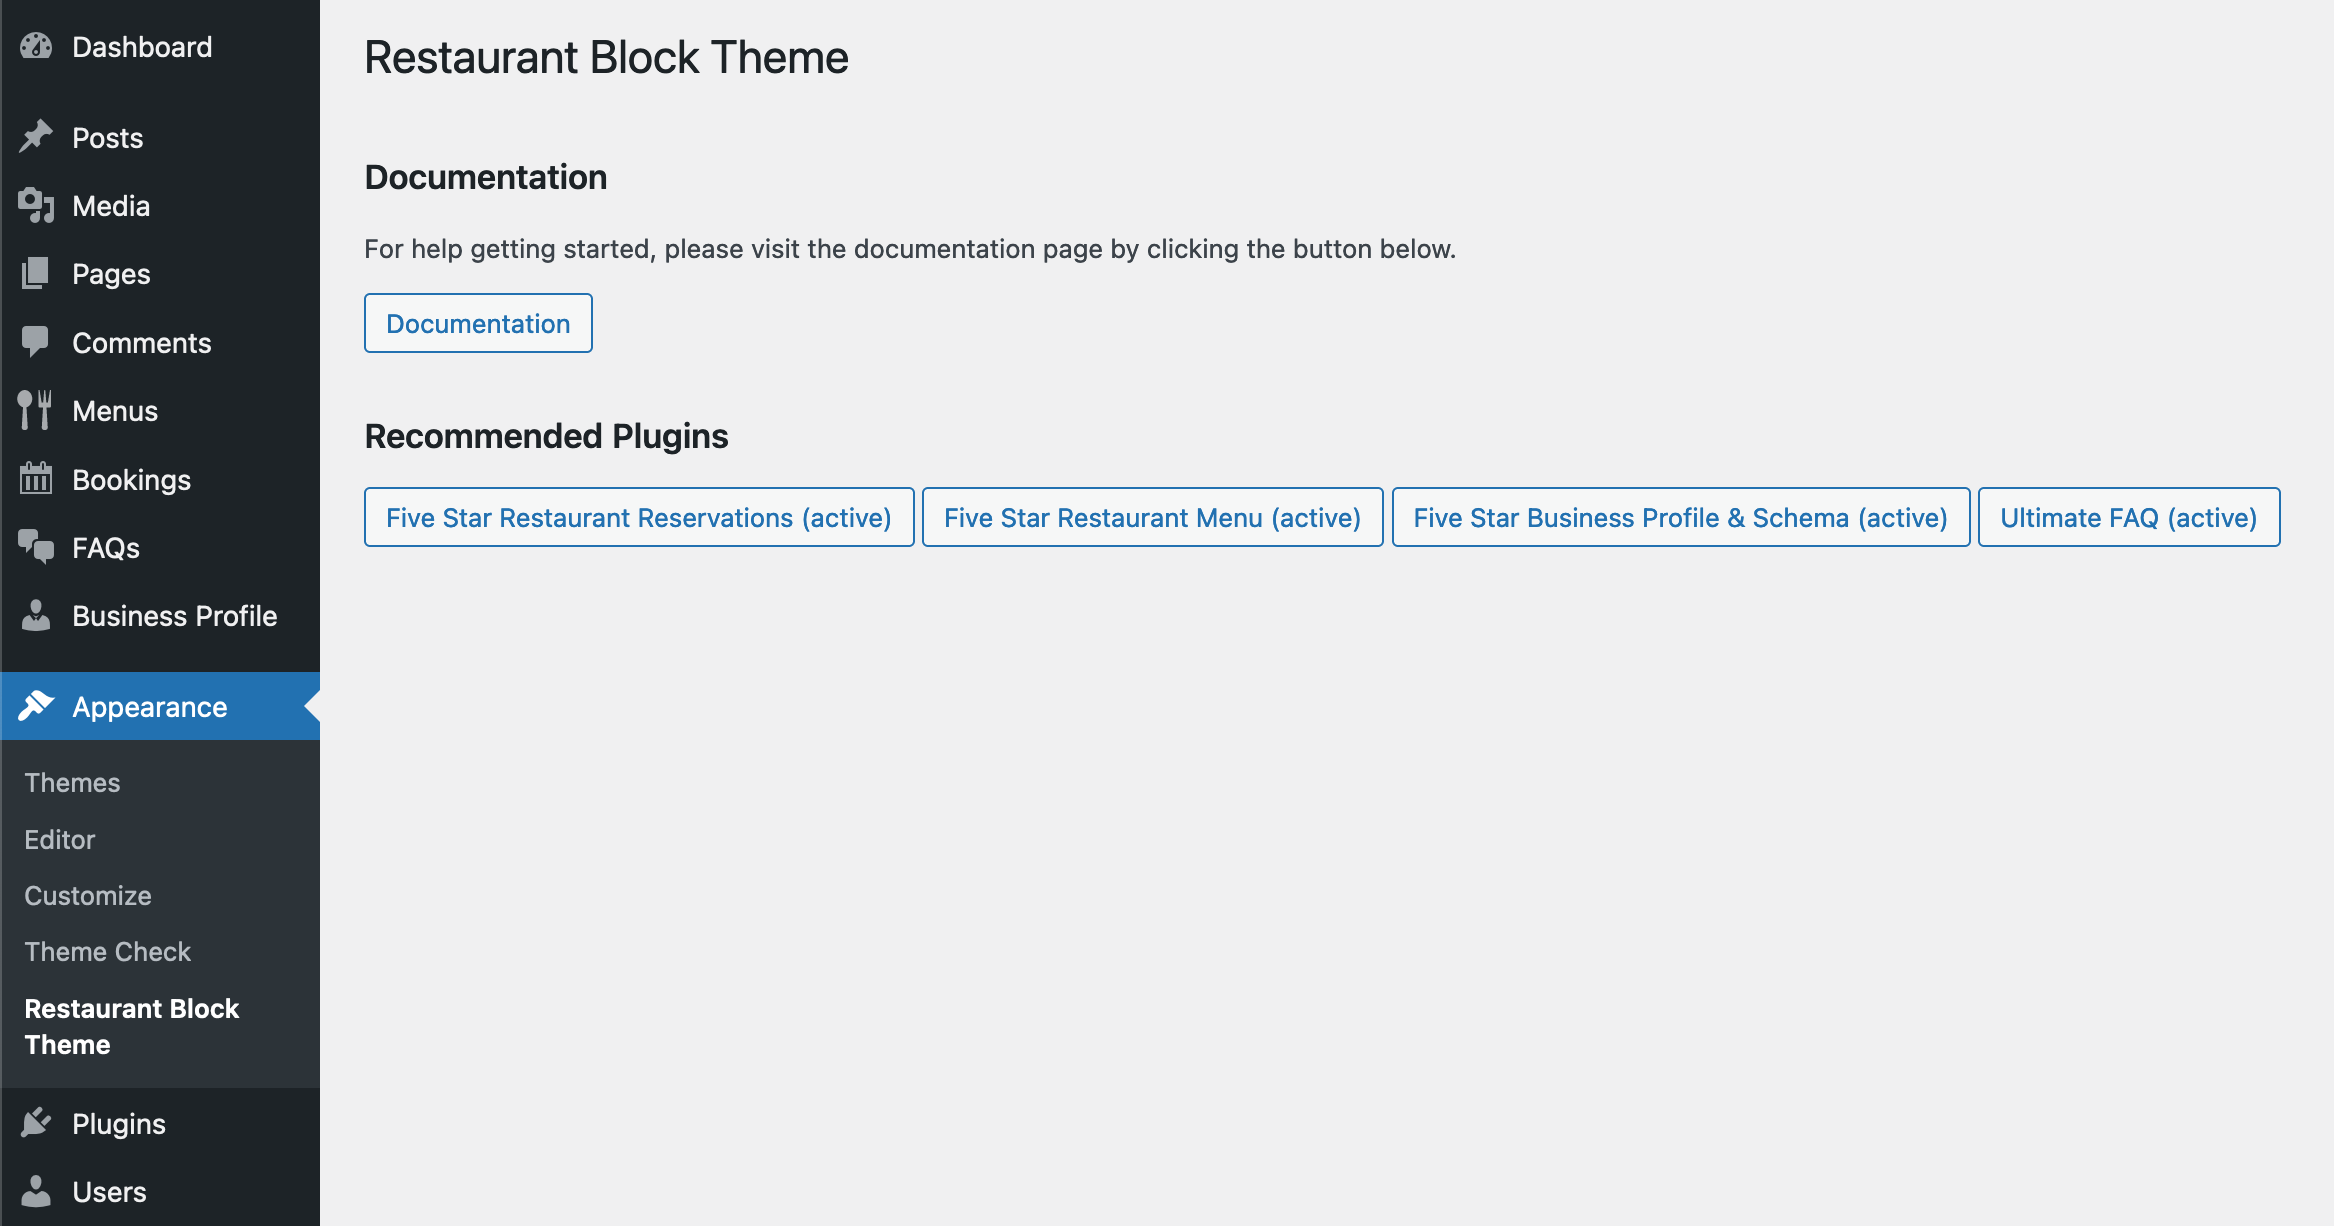 Dashboard
Posts
Media
Pages
Comments
Menus
Bookings
FAQs
Business Profile
Appearance
Themes
Editor
Customize
Theme Check
Restaurant Block
Theme
Plugins
Users
Restaurant Block Theme
Documentation
For help getting started, please visit the documentation page by clicking the button below.
Documentation
Recommended Plugins
Five Star Restaurant Reservations (active)
Five Star Restaurant Menu (active)
Five Star Business Profile & Schema (active)
Ultimate FAQ (active)